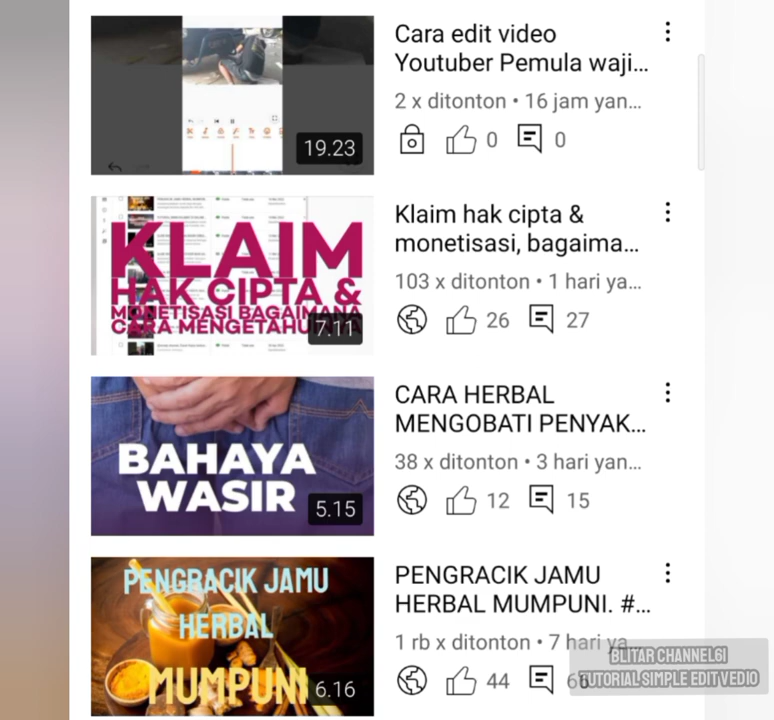 Cara edit video
Youtuber Pemula waji...
2 x ditonton • 16 jam yan...
0
0
19.23
KLAIM
HAK CIPTA &
MONETISASI BAGAIMANA
CARA MENGETAHUINYA
7.11
Klaim hak cipta &
monetisasi, bagaima...
103 x ditonton • 1 hari ya...
26
27
BAHAYA
WASIR
5.15
CARA HERBAL
MENGOBATI PENYAK...
38 x ditonton • 3 hari yan...
12
15
PENGRACIK JAMU
HERBAL
MUMPUNI
6.16
PENGRACIK JAMU
HERBAL MUMPUNI. #...
1 rb x ditonton • 7 hari ya...
44
BLITAR CHANNEL61
TUTORIAL SIMPLE EDIT VEDIO